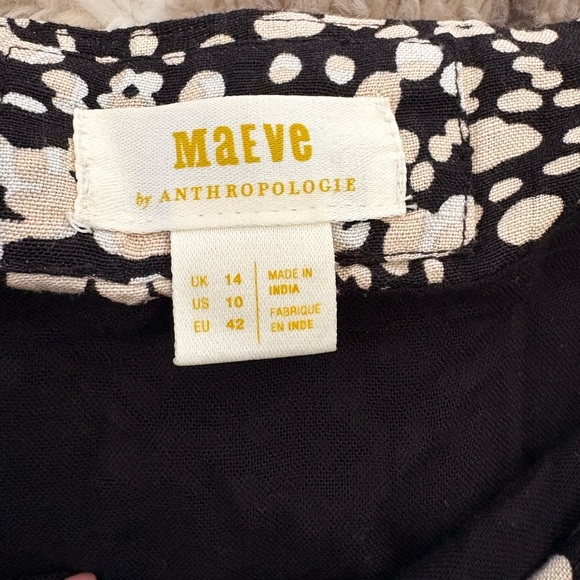 MaEVe
by ANTHROPOLOGIE
UK 14
US 10
EU 42
MADE IN
INDIA
FABRIQUE
EN INDE